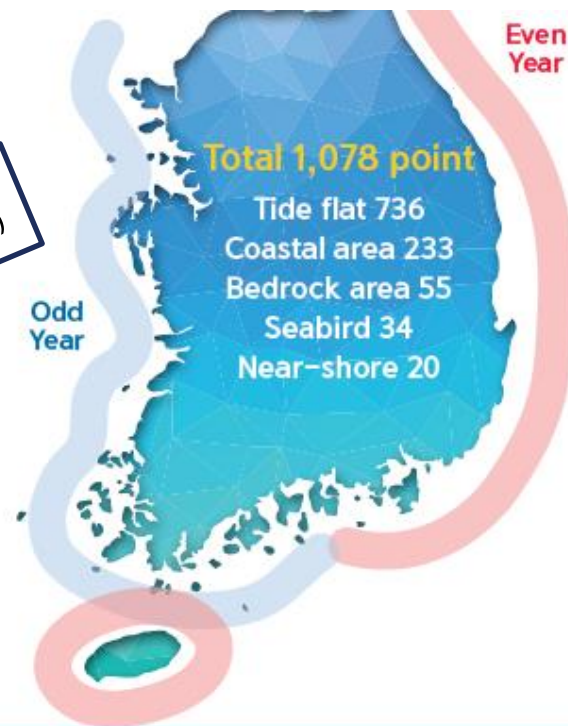 Even
Year
Total 1,078 point
Tide flat 736
Coastal area 233
Bedrock area 55
Seabird 34
Near-shore 20
Odd
Year